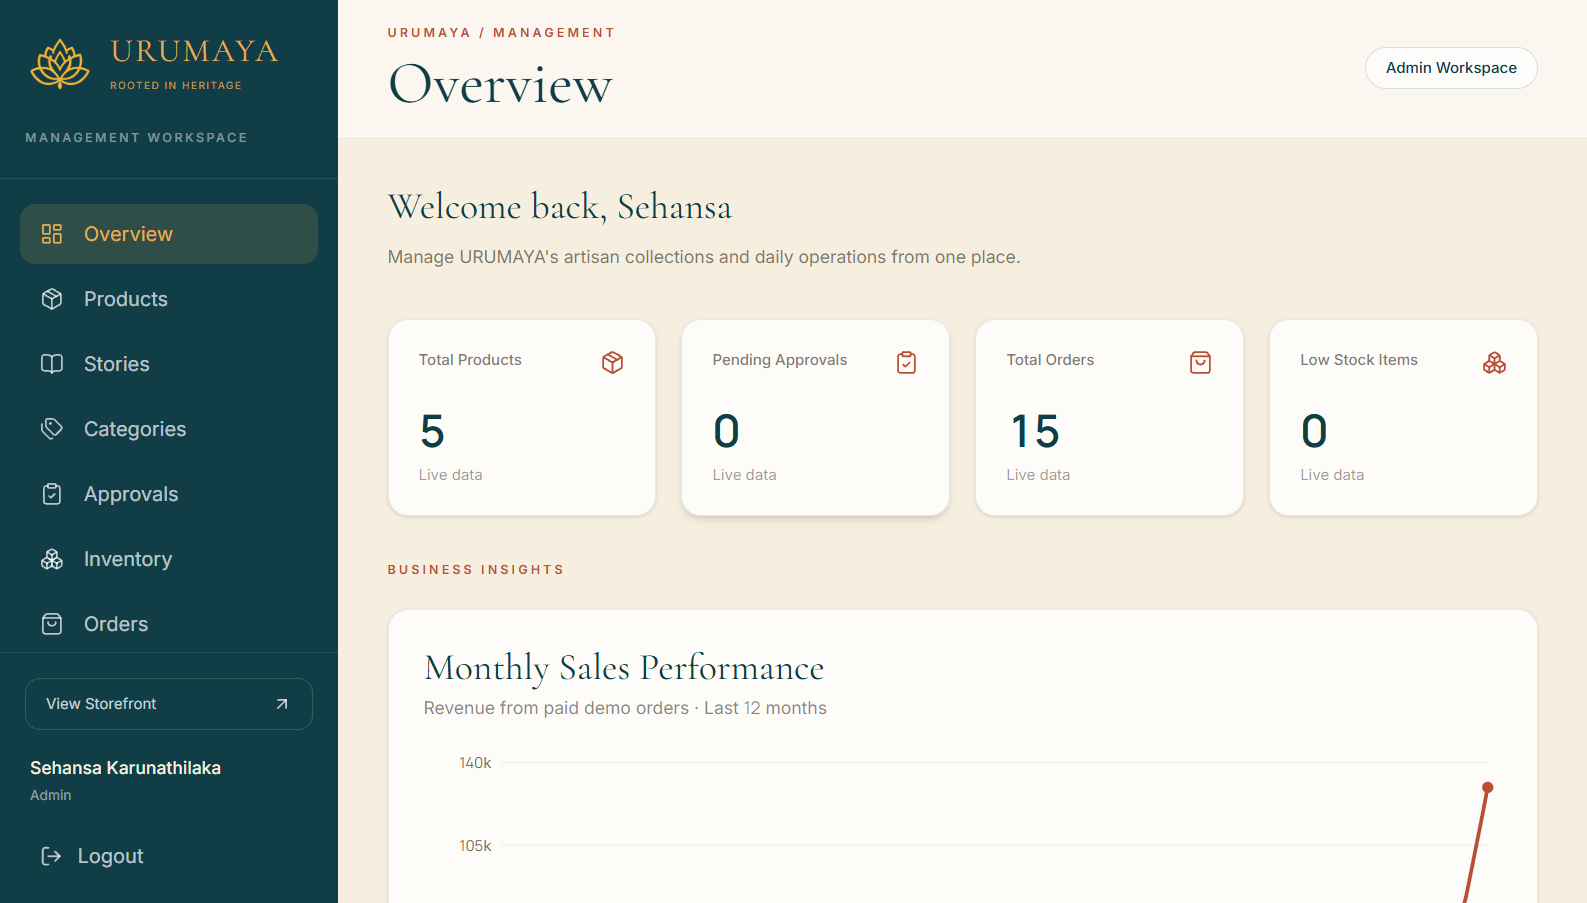 URUMAYA
ROOTED IN HERITAGE
MANAGEMENT WORKSPACE
Overview
Products
Stories
Categories
Approvals
Inventory
Orders
View Storefront
Sehansa Karunathilaka
Admin
Logout
URUMAYA / MANAGEMENT
Overview
Admin Workspace
Welcome back, Sehansa
Manage URUMAYA's artisan collections and daily operations from one place.
Total Products
5
Live data
Pending Approvals
0
Live data
Total Orders
15
Live data
Low Stock Items
0
Live data
BUSINESS INSIGHTS
Monthly Sales Performance
Revenue from paid demo orders · Last 12 months
140k
105k